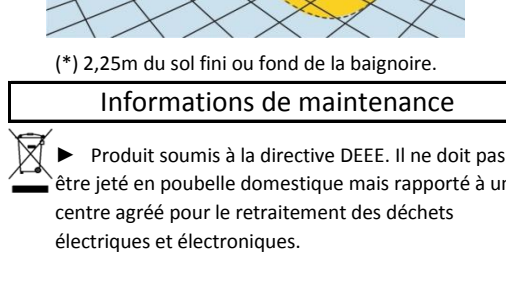 (*) 2,25m du sol fini ou fond de la baignoire.
Informations de maintenance
► Produit soumis à la directive DEEE. Il ne doit pas
être jeté en poubelle domestique mais rapporté à
centre agréé pour le retraitement des déchets
électriques et électroniques.